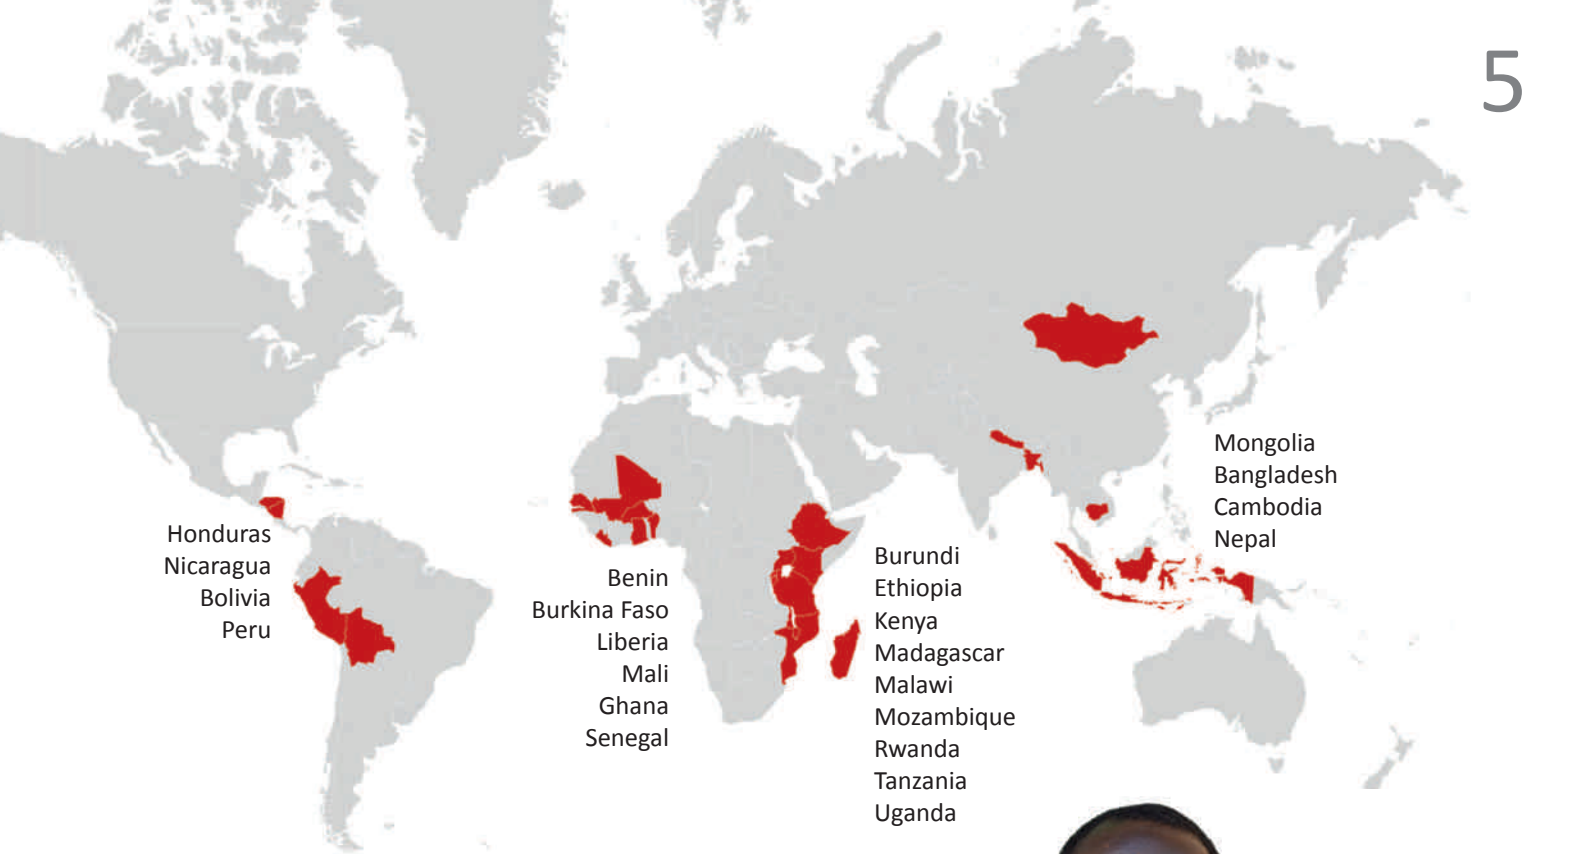 5
Honduras
Nicaragua
Bolivia
Peru
Benin
Burkina Faso
Liberia
Mali
Ghana
Senegal
Burundi
Ethiopia
Kenya
Madagascar
Malawi
Mozambique
Rwanda
Tanzania
Uganda
Mongolia
Bangladesh
Cambodia
Nepal